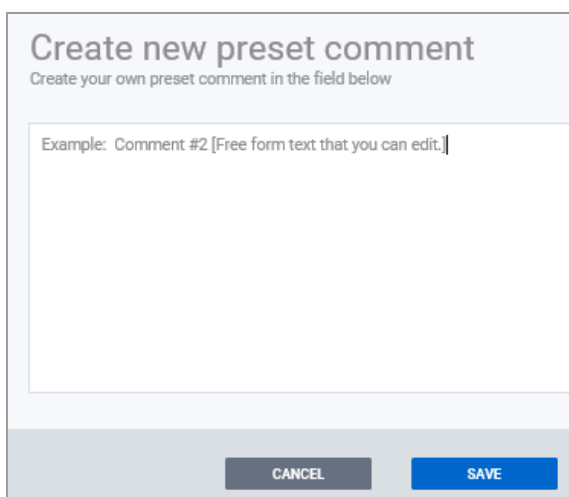 Create new preset comment
Create your own preset comment in the field below
Example:  Comment #2 [Free form text that you can edit.]
CANCEL
SAVE